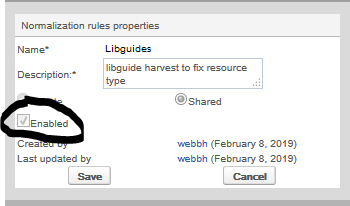 Normalization rules properties
Name* Libguides
Description:* libguide harvest to fix resource
type
Shared
Enabled
Created by webbh (February 8, 2019)
Last updated by webbh (February 8, 2019)
Save Cancel